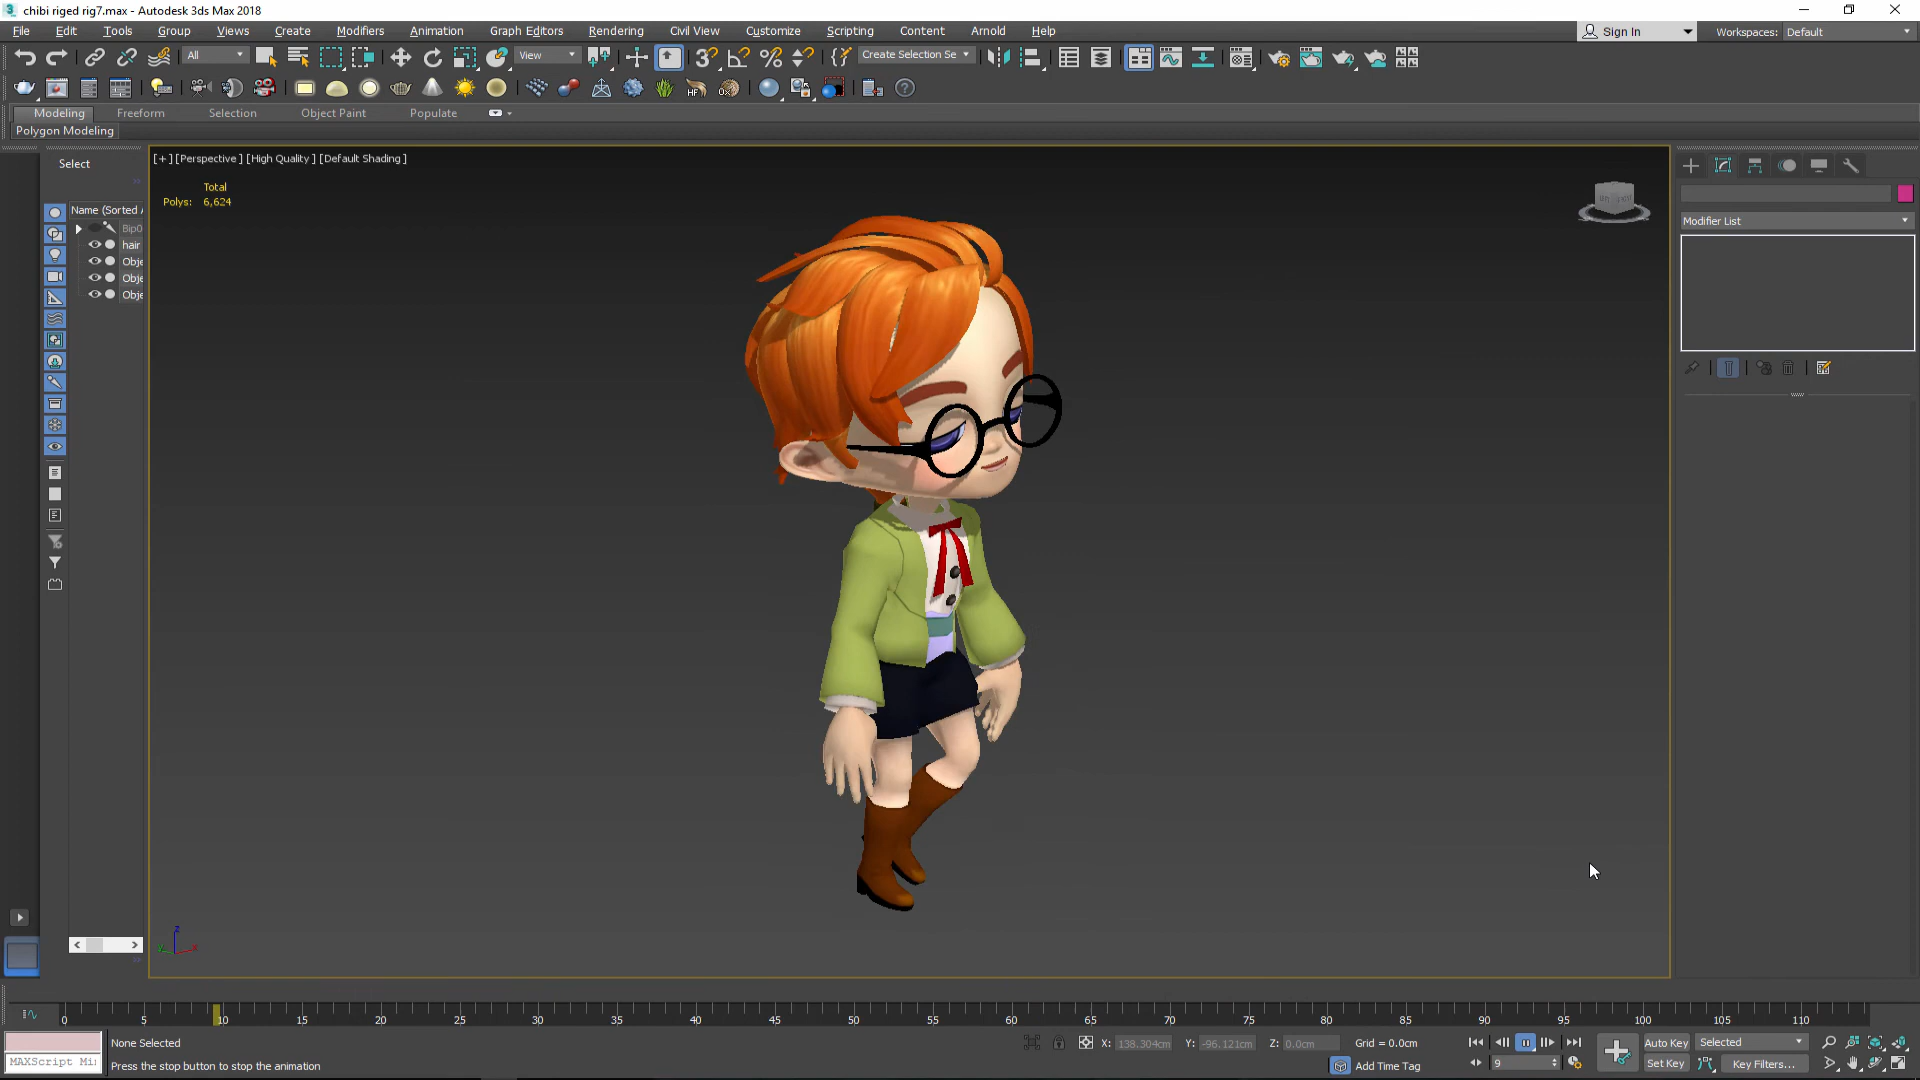 chibi riged rig7.max - Autodesk 3ds Max 2018
File Edit Tools Group Views Create Modifiers Animation Graph Editors Rendering Civil View Customize Scripting Content Arnold Help
Sign In
Workspaces: Default
All
View
Create Selection Se
Modeling Freeform Selection Object Paint Populate
Polygon Modeling
Select
Name (Sorted A
Bip0
hair
Obje
Obje
Obje
[+] [Perspective] [High Quality] [Default Shading]
Total
Polys: 6,624
Modifier List
0 5 10 15 20 25 30 35 40 45 50 55 60 65 70 75 80 85 90 95 100 105 110
None Selected
X: 138.304cm Y: -96.121cm Z: 0.0cm Grid = 0.0cm
Auto Key Selected
MAXScript Mi
Press the stop button to stop the animation
Add Time Tag
9
Set Key Key Filters...